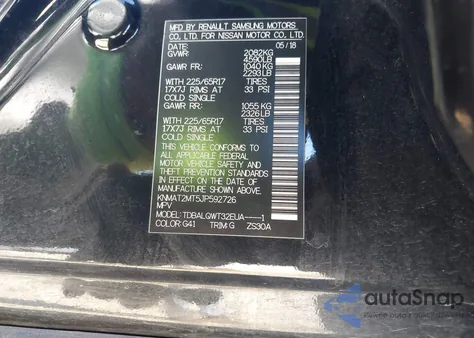 MFD BY RENAULT SAMSUNG MOTORS
CO., LTD. FOR NISSAN MOTOR CO., LTD.
DATE: 05 / 18
GVWR: 2082KG
4590LB
GAWR FR: 1040 KG
2293LB
WITH 225/65R17 TIRES
17X7J RIMS AT 33 PSI
COLD SINGLE
GAWR RR: 1055 KG
2326 LB
WITH 225/65R17 TIRES
17X7J RIMS AT 33 PSI
COLD SINGLE
THIS VEHICLE CONFORMS TO
ALL APPLICABLE FEDERAL
MOTOR VEHICLE SAFETY AND
THEFT PREVENTION STANDARDS
IN EFFECT ON THE DATE OF
MANUFACTURE SHOWN ABOVE.
KNMAT2MT5JP592726
MPV
MODEL: TDBALQWT32EUA-----1
COLOR: G41 TRIM: G ZS30A
autoSnap